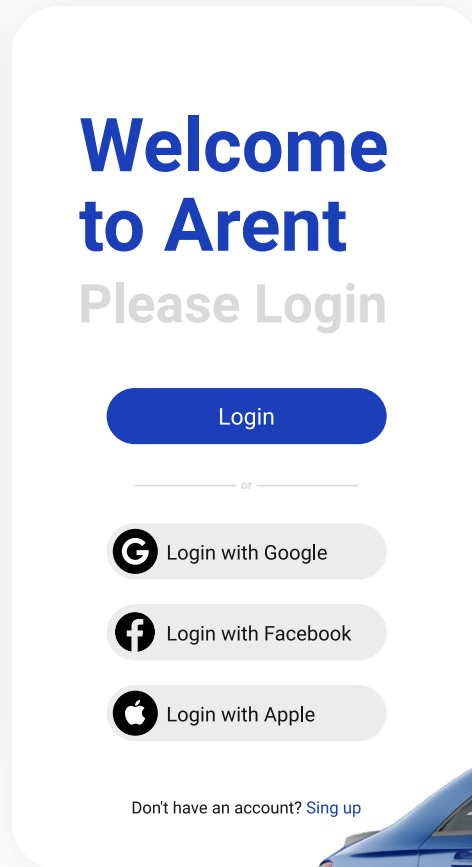 Welcome
to Arent
Please Login
Login
or
Login with Google
Login with Facebook
Login with Apple
Don't have an account? Sing up